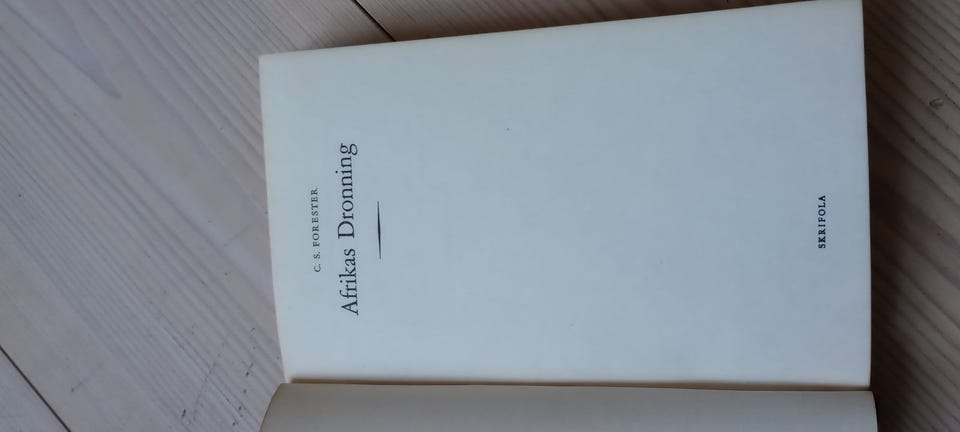 C. S. FORESTER
Afrikas Dronning
SKRIFOLA